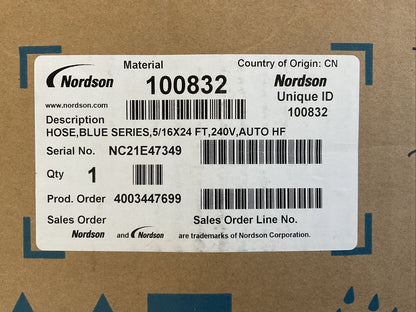 Nordson
www.nordson.com
Material
100832
Country of Origin: CN
Nordson
Unique ID
100832
Description
HOSE,BLUE SERIES,5/16X24 FT,240V,AUTO HF
Serial No. NC21E47349
Qty 1
Prod. Order 4003447699
Sales Order
Sales Order Line No.
Nordson and Nordson are trademarks of Nordson Corporation.